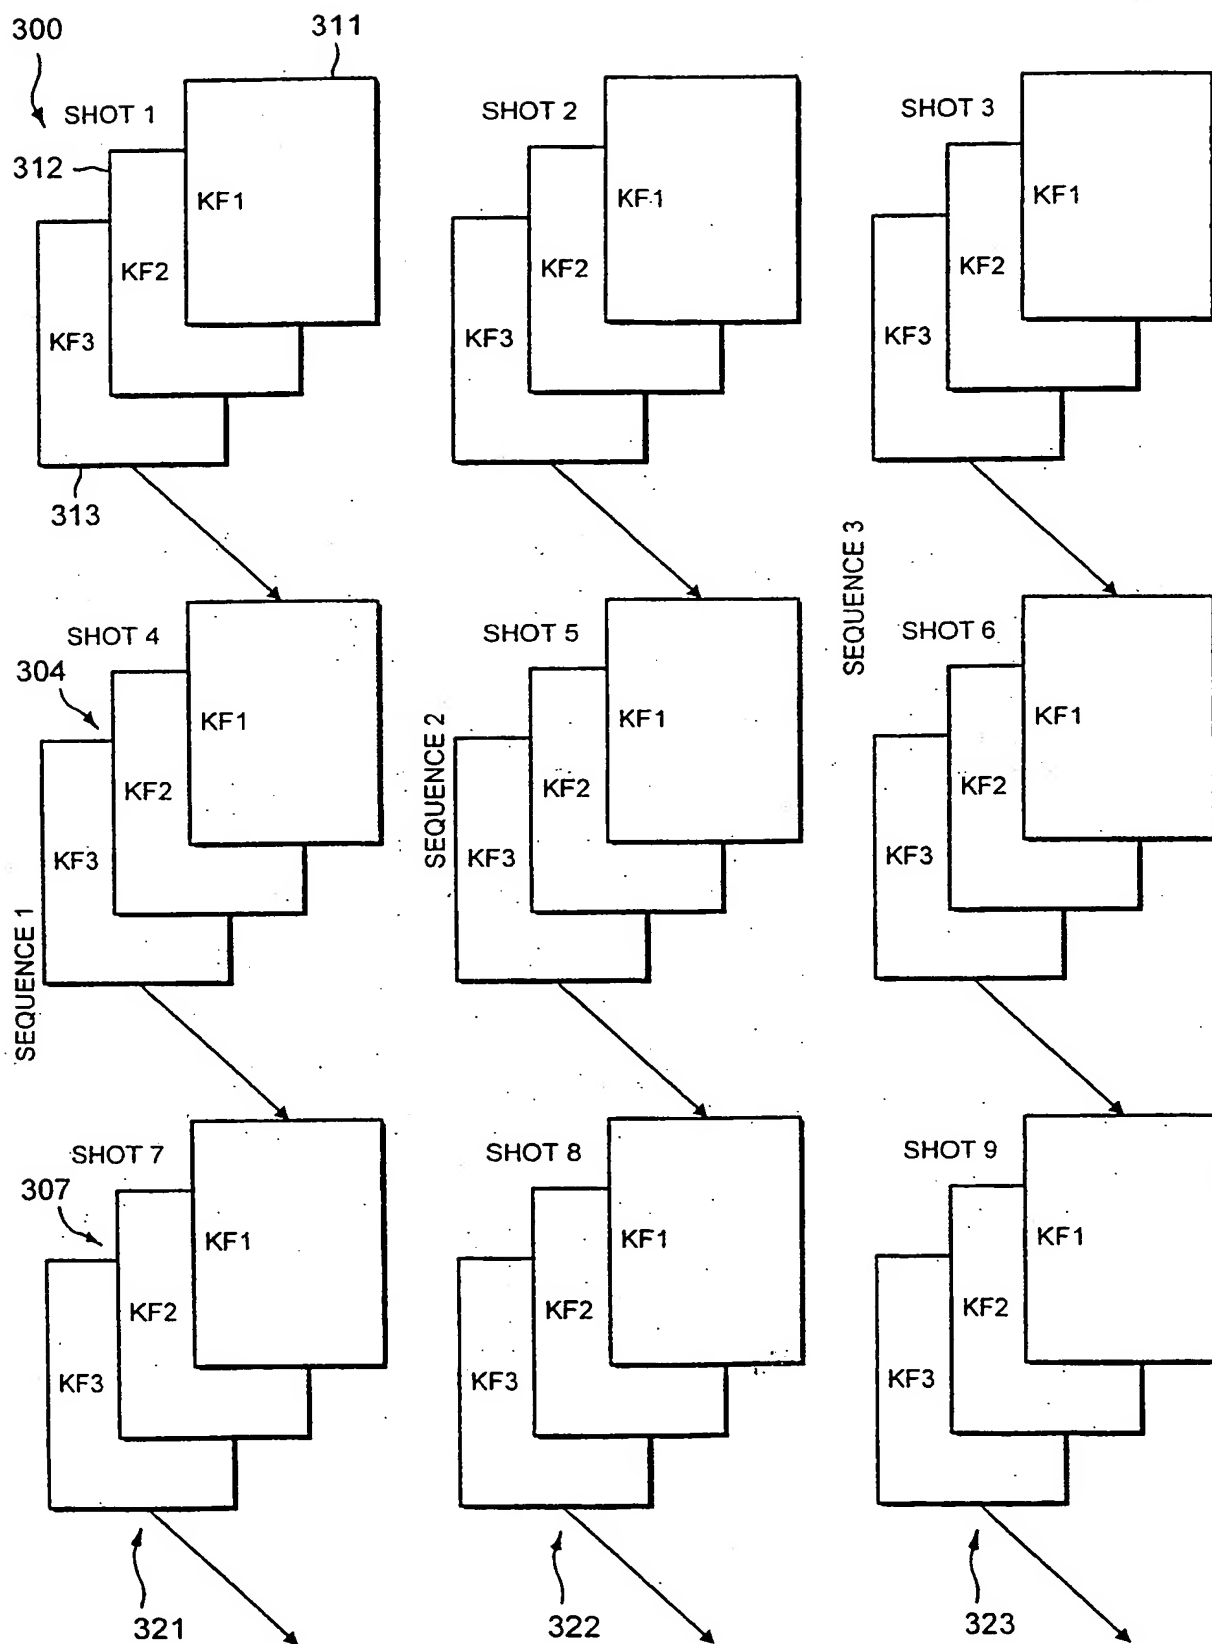 300
311
SHOT 1
SHOT 2
SHOT 3
312
KF1
KF2
KF3
KF1
KF2
KF3
KF1
KF2
KF3
313
SEQUENCE 1
SEQUENCE 2
SEQUENCE 3
SHOT 4
SHOT 5
SHOT 6
304
KF1
KF2
KF3
KF1
KF2
KF3
KF1
KF2
KF3
SHOT 7
SHOT 8
SHOT 9
307
KF1
KF2
KF3
KF1
KF2
KF3
KF1
KF2
KF3
321
322
323